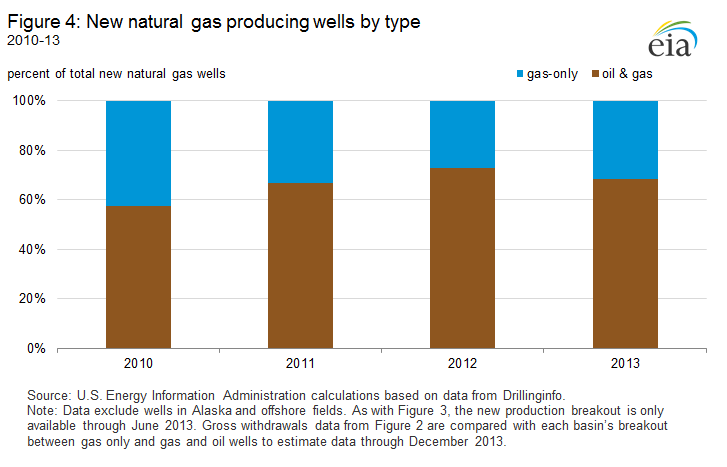 Figure 4: New natural gas producing wells by type
2010-13
eia
percent of total new natural gas wells
gas-only
oil & gas
100%
80%
60%
40%
20%
0%
2010
2011
2012
2013
Source: U.S. Energy Information Administration calculations based on data from Drillinginfo.
Note: Data exclude wells in Alaska and offshore fields. As with Figure 3, the new production breakout is only
available through June 2013. Gross withdrawals data from Figure 2 are compared with each basin's breakout
between gas only and gas and oil wells to estimate data through December 2013.